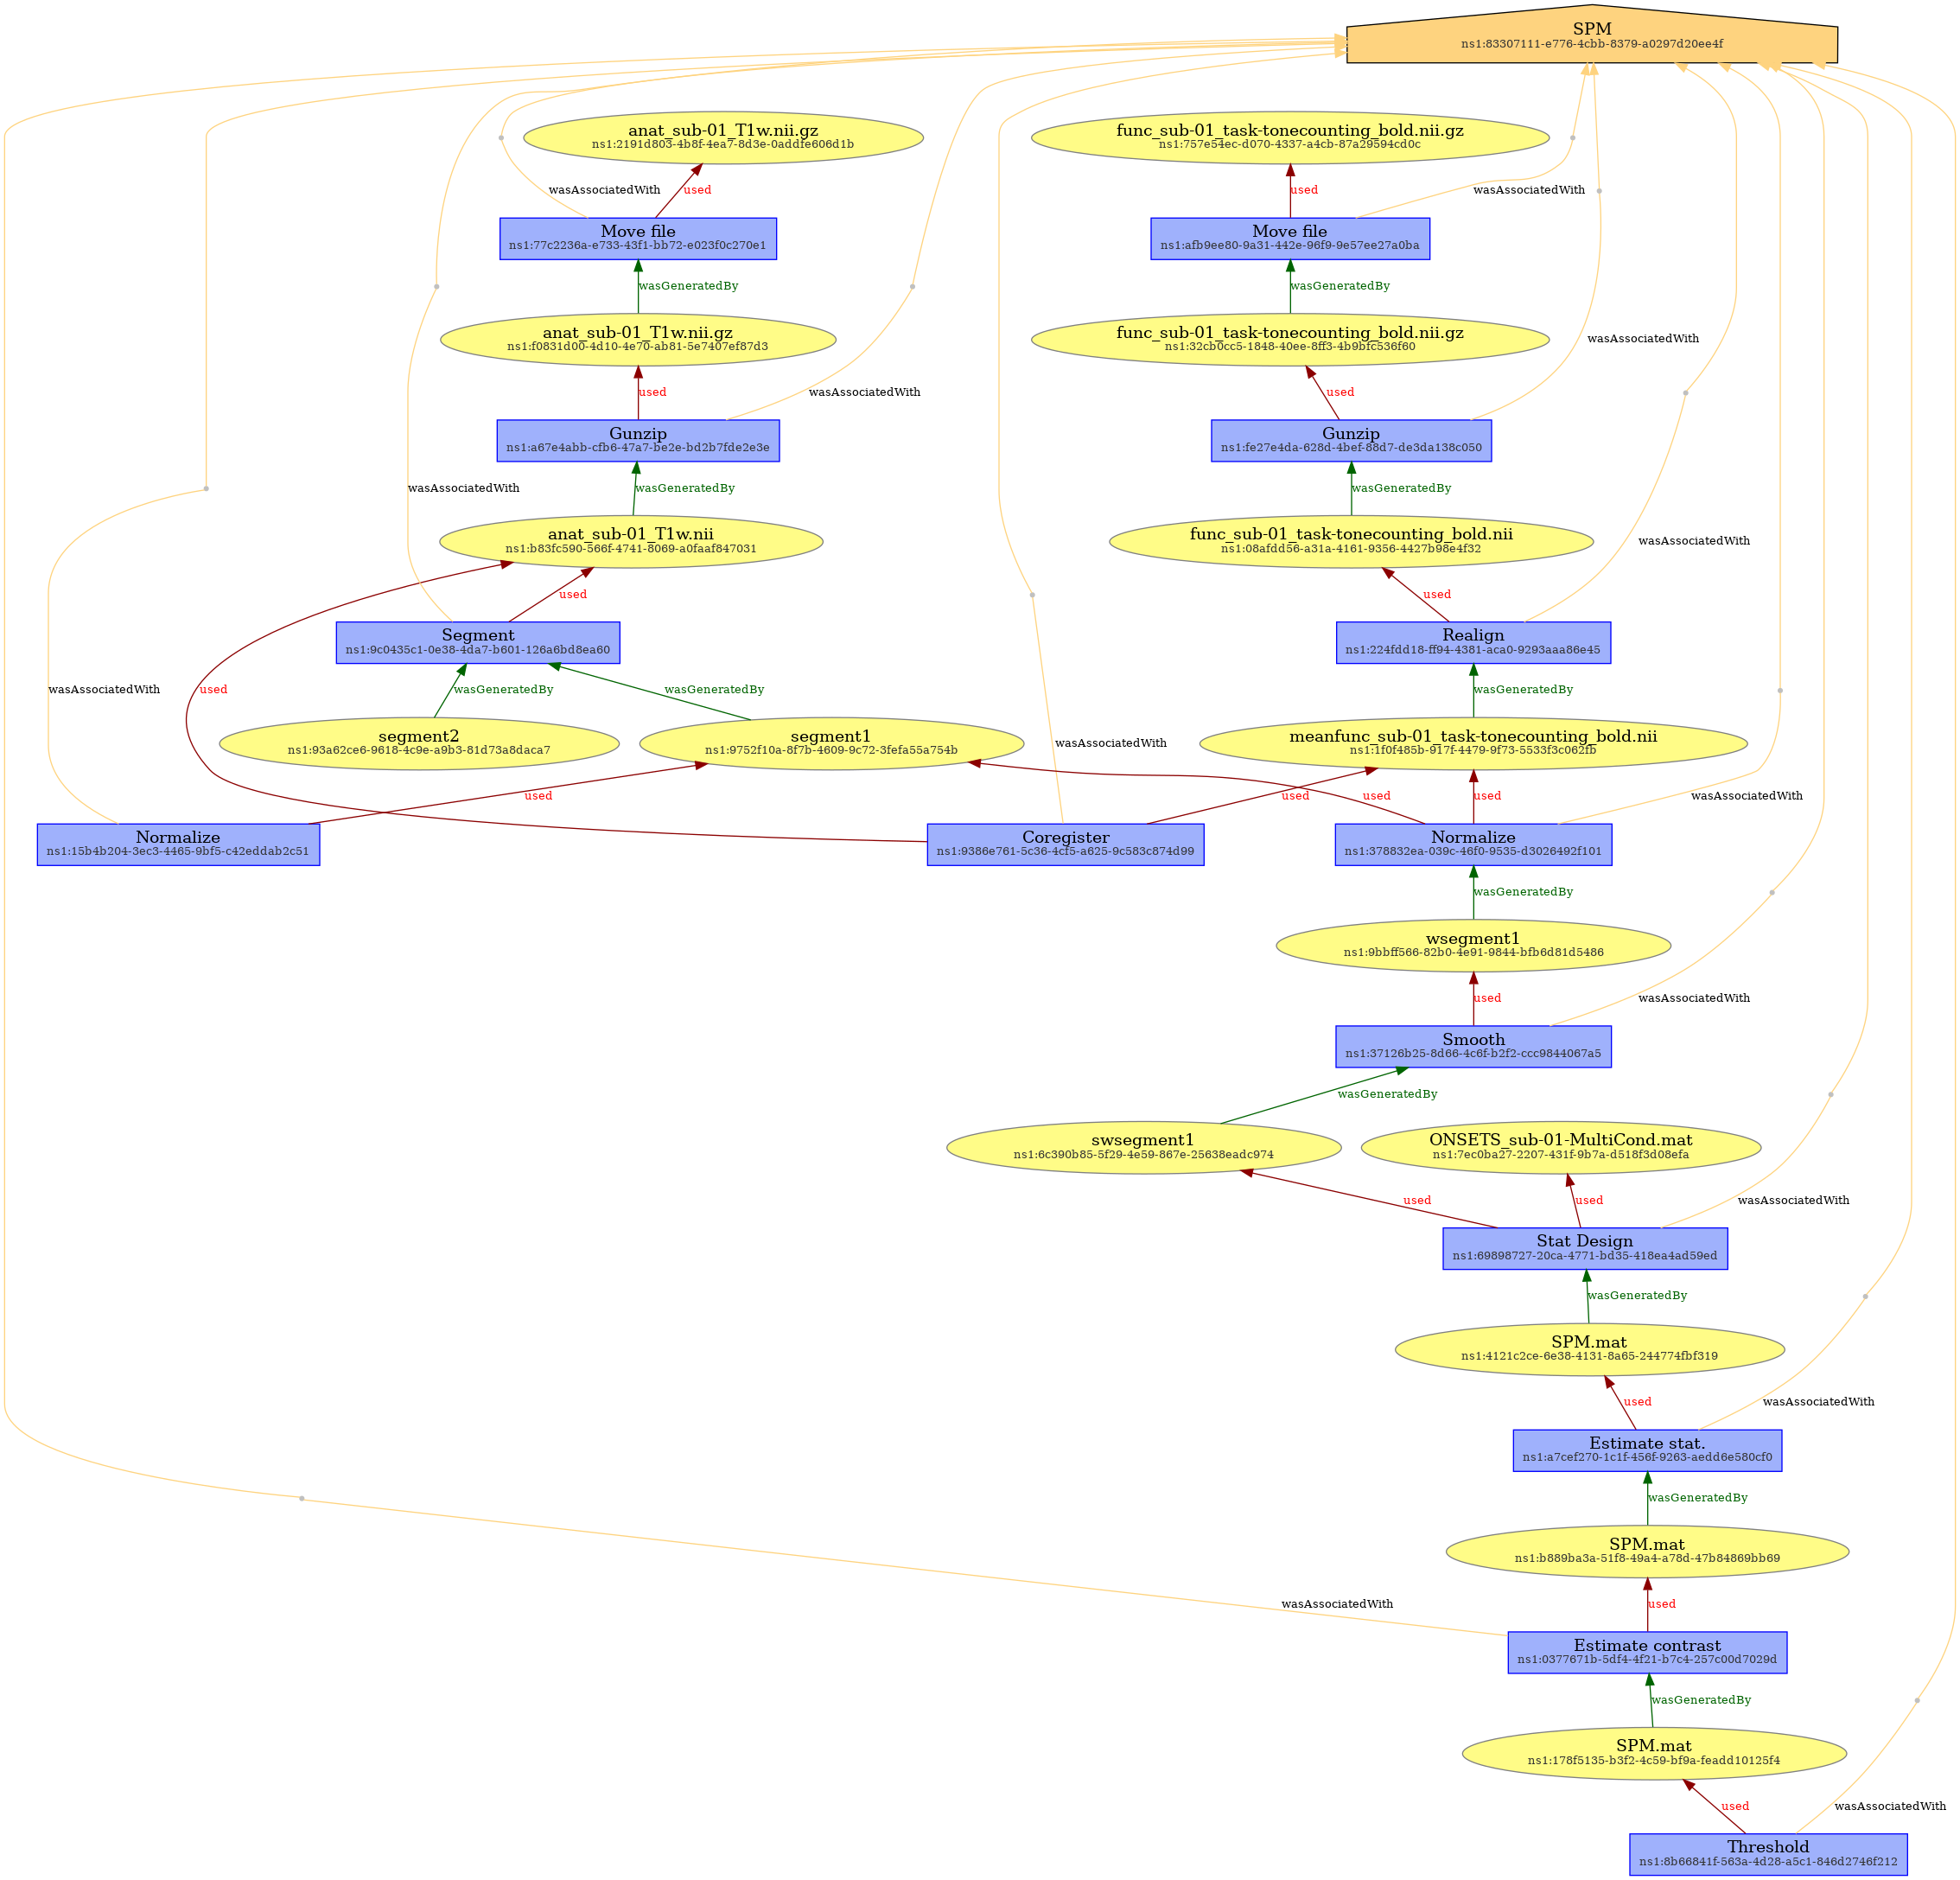 SPM
ns1:83307111-e776-4cbb-8379-a0297d20ee4f
anat_sub-01_T1w.nii.gz
ns1:2191d803-4b8f-4ea7-8d3e-0addfe606d1b
func_sub-01_task-tonecounting_bold.nii.gz
ns1:757e54ec-d070-4337-a4cb-87a29594cd0c
wasAssociatedWith
used
used
wasAssociatedWith
Move file
ns1:77c2236a-e733-43f1-bb72-e023f0c270e1
Move file
ns1:afb9ee80-9a31-442e-96f9-9e57ee27a0ba
wasGeneratedBy
wasGeneratedBy
anat_sub-01_T1w.nii.gz
ns1:f0831d00-4d10-4e70-ab81-5e7407ef87d3
func_sub-01_task-tonecounting_bold.nii.gz
ns1:32cb0cc5-1848-40ee-8ff3-4b9bfc536f60
wasAssociatedWith
used
wasAssociatedWith
used
Gunzip
ns1:a67e4abb-cfb6-47a7-be2e-bd2b7fde2e3e
Gunzip
ns1:fe27e4da-628d-4bef-88d7-de3da138c050
wasAssociatedWith
wasGeneratedBy
wasGeneratedBy
anat_sub-01_T1w.nii
ns1:b83fc590-566f-4741-8069-a0faaf847031
func_sub-01_task-tonecounting_bold.nii
ns1:08afdd56-a31a-4161-9356-4427b98e4f32
wasAssociatedWith
used
used
Segment
ns1:9c0435c1-0e38-4da7-b601-126a6bd8ea60
Realign
ns1:224fdd18-ff94-4381-aca0-9293aaa86e45
wasAssociatedWith
used
wasGeneratedBy
wasGeneratedBy
wasGeneratedBy
segment2
ns1:93a62ce6-9618-4c9e-a9b3-81d73a8daca7
segment1
ns1:9752f10a-8f7b-4609-9c72-3fefa55a754b
wasAssociatedWith
meanfunc_sub-01_task-tonecounting_bold.nii
ns1:1f0f485b-917f-4479-9f73-5533f3c062fb
used
used
used
used
wasAssociatedWith
Normalize
ns1:15b4b204-3ec3-4465-9bf5-c42eddab2c51
Coregister
ns1:9386e761-5c36-4cf5-a625-9c583c874d99
Normalize
ns1:378832ea-039c-46f0-9535-d3026492f101
wasGeneratedBy
wsegment1
ns1:9bbff566-82b0-4e91-9844-bfb6d81d5486
used
wasAssociatedWith
Smooth
ns1:37126b25-8d66-4c6f-b2f2-ccc9844067a5
wasGeneratedBy
swsegment1
ns1:6c390b85-5f29-4e59-867e-25638eadc974
ONSETS_sub-01-MultiCond.mat
ns1:7ec0ba27-2207-431f-9b7a-d518f3d08efa
used
used
wasAssociatedWith
Stat Design
ns1:69898727-20ca-4771-bd35-418ea4ad59ed
wasGeneratedBy
SPM.mat
ns1:4121c2ce-6e38-4131-8a65-244774fbf319
used
wasAssociatedWith
Estimate stat.
ns1:a7cef270-1c1f-456f-9263-aedd6e580cf0
wasGeneratedBy
SPM.mat
ns1:b889ba3a-51f8-49a4-a78d-47b84869bb69
wasAssociatedWith
used
Estimate contrast
ns1:0377671b-5df4-4f21-b7c4-257c00d7029d
wasGeneratedBy
SPM.mat
ns1:178f5135-b3f2-4c59-bf9a-feadd10125f4
used
wasAssociatedWith
Threshold
ns1:8b66841f-563a-4d28-a5c1-846d2746f212